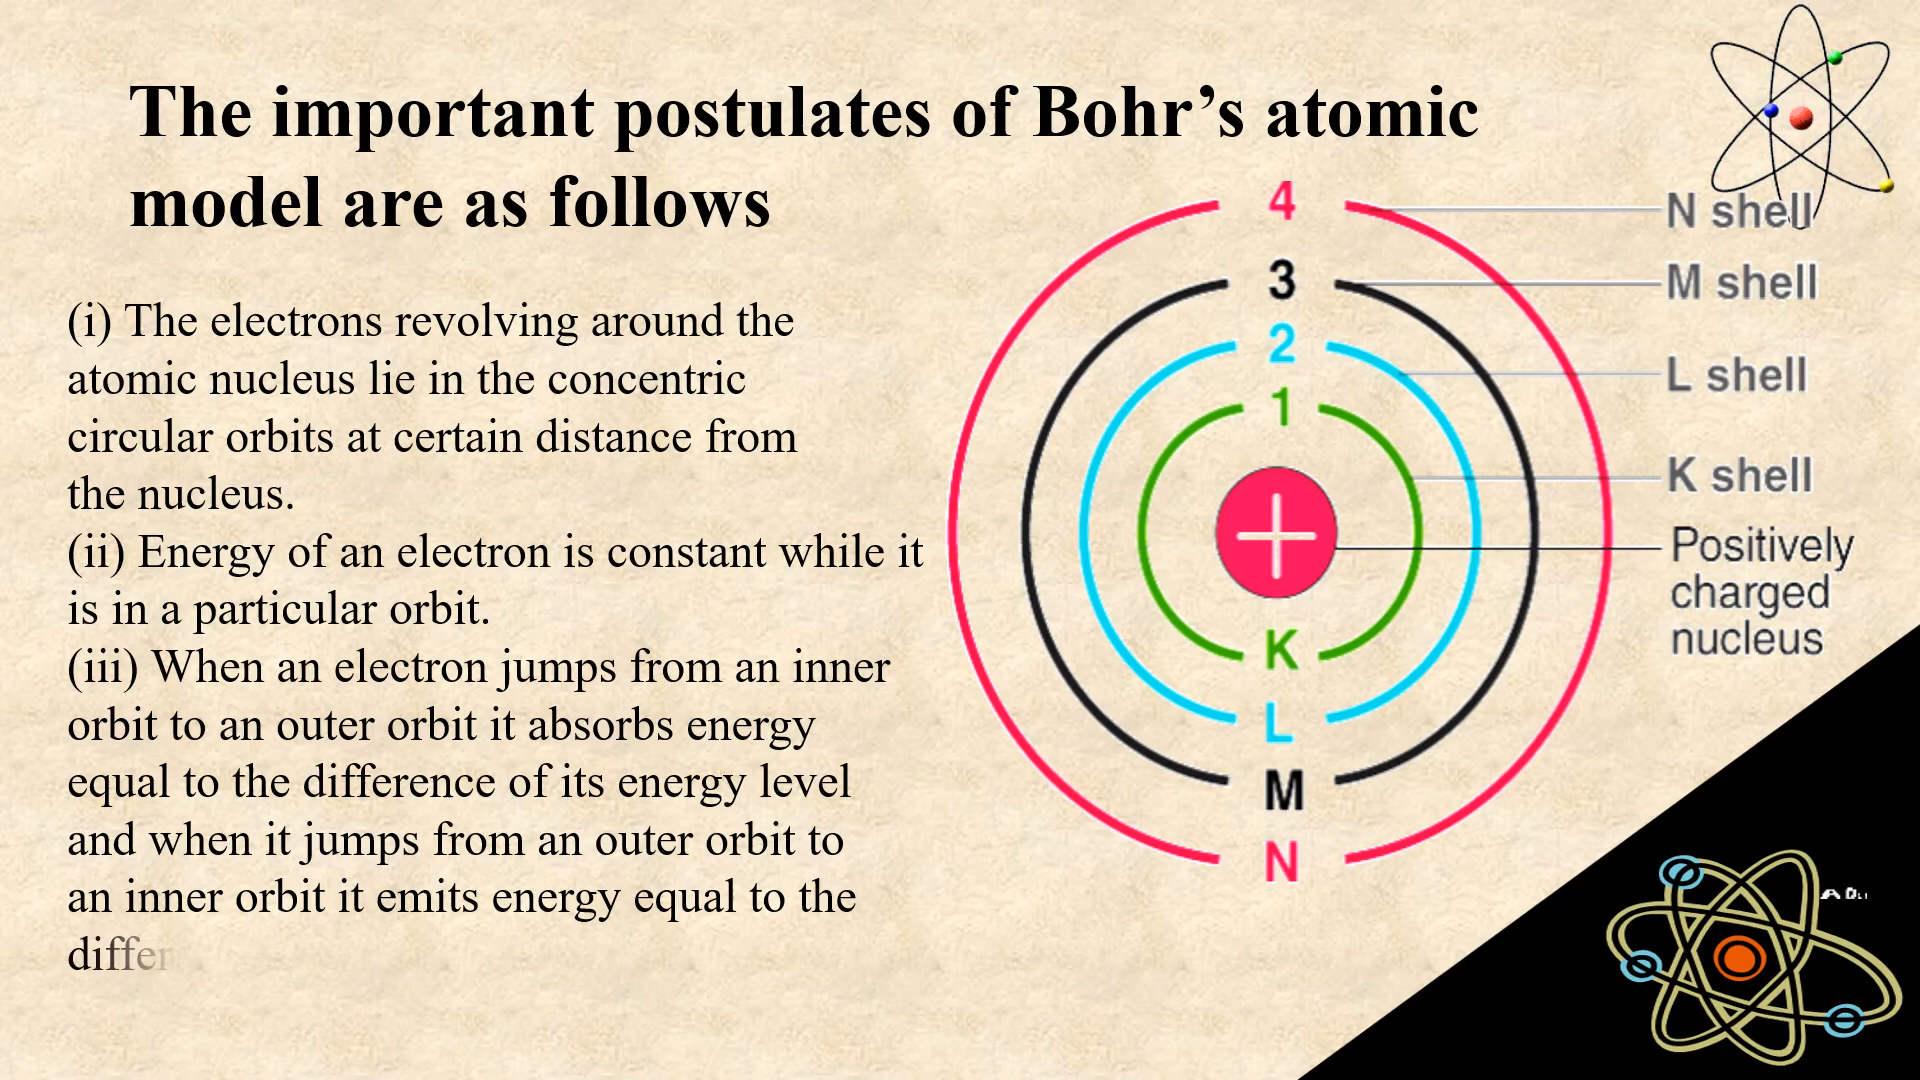 The important postulates of Bohr’s atomic
model are as follows
(i) The electrons revolving around the
atomic nucleus lie in the concentric
circular orbits at certain distance from
the nucleus.
(ii) Energy of an electron is constant while it
is in a particular orbit.
(iii) When an electron jumps from an inner
orbit to an outer orbit it absorbs energy
equal to the difference of its energy level
and when it jumps from an outer orbit to
an inner orbit it emits energy equal to the
differ
4
3
2
1
K
L
M
N
N shell
M shell
L shell
K shell
Positively
charged
nucleus